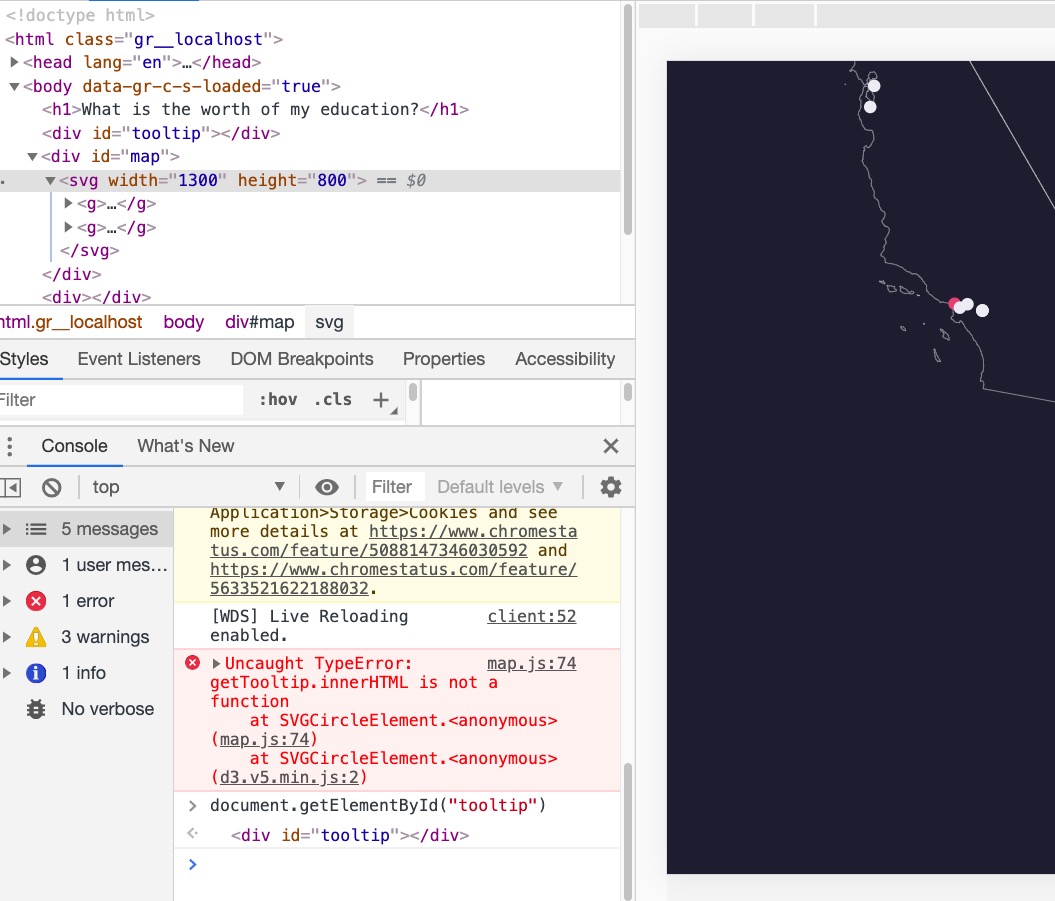 <!doctype html>
<html class="gr__localhost">
<head lang="en">…</head>
<body data-gr-c-s-loaded="true">
<h1>What is the worth of my education?</h1>
<div id="tooltip"></div>
<div id="map">
<svg width="1300" height="800"> == $0
<g>…</g>
<g>…</g>
</svg>
</div>
<div></div>
html.gr__localhost body div#map svg
Styles Event Listeners DOM Breakpoints Properties Accessibility
Filter :hov .cls +
Console What's New
top Filter Default levels
5 messages
1 user mes…
1 error
3 warnings
1 info
No verbose
Application>Storage>Cookies and see
more details at https://www.chromesta
tus.com/feature/5088147346030592 and
https://www.chromestatus.com/feature/
5633521622188032.
[WDS] Live Reloading client:52
enabled.
Uncaught TypeError: map.js:74
getTooltip.innerHTML is not a
function
at SVGCircleElement.<anonymous>
(map.js:74)
at SVGCircleElement.<anonymous>
(d3.v5.min.js:2)
document.getElementById("tooltip")
<div id="tooltip"></div>